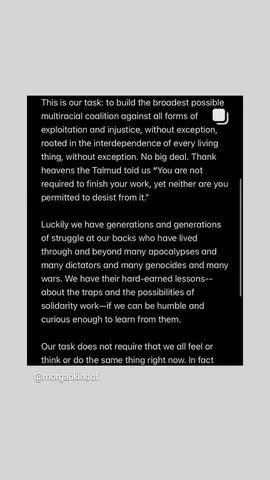 This is our task: to build the broadest possible
multiracial coalition against all forms of
exploitation and injustice, without exception,
rooted in the interdependence of every living
thing, without exception. No big deal. Thank
heavens the Talmud told us “You are not
required to finish your work, yet neither are you
permitted to desist from it.”
Luckily we have generations and generations
of struggle at our backs who have lived
through and beyond many apocalypses and
many dictators and many genocides and many
wars. We have their hard-earned lessons--
about the traps and the possibilities of
solidarity work—if we can be humble and
curious enough to learn from them.
Our task does not require that we all feel or
think or do the same thing right now. In fact
@morgankindof